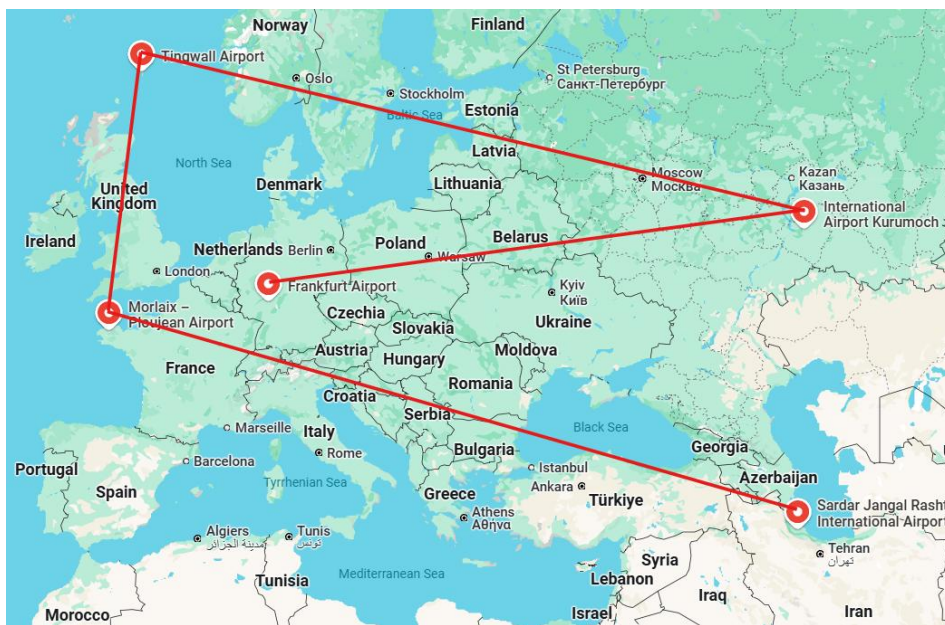 Norway
Finland
Tingwall Airport
Oslo
St Petersburg
Санкт-Петербург
Stockholm
Baltic Sea
Estonia
Latvia
North Sea
Moscow
Москва
Kazan
Казань
Denmark
Lithuania
United
Kingdom
International
Airport Kurumoch
Ireland
Netherlands
Berlin
Poland
Belarus
Warsaw
London
Frankfurt Airport
Kyiv
Київ
Morlaix –
Ploujean Airport
Czechia
Slovakia
Ukraine
Austria
Hungary
Moldova
France
Croatia
Romania
Serbia
Marseille
Italy
Black Sea
Bulgaria
Georgia
Portugal
Barcelona
Rome
Istanbul
Azerbaijan
Spain
Tyrrhenian Sea
Ankara
Türkiye
Greece
Sardar Jangal Rasht
International Airport
Athens
Αθήνα
Algiers
مدينة الجزائر
Tunis
تونس
Tehran
تهران
Syria
Mediterranean Sea
Lebanon
Tunisia
Iraq
Iran
Morocco
Israel